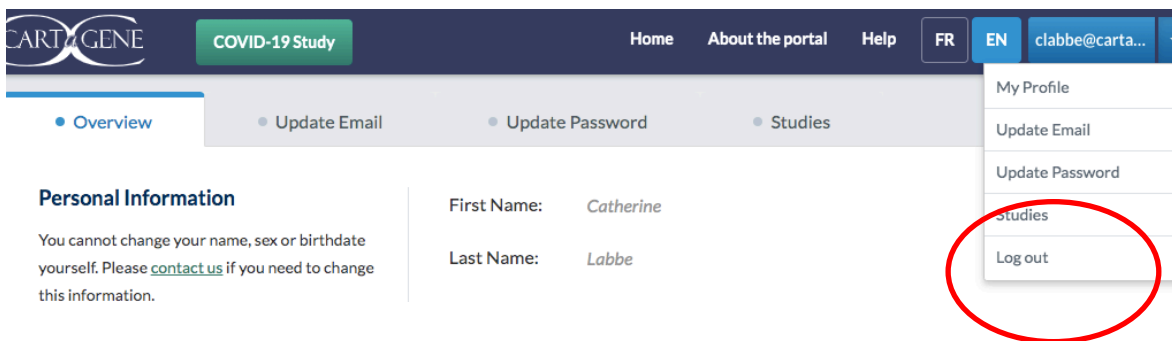 CARTaGENE
COVID-19 Study
Home
About the portal
Help
FR
EN
clabbe@carta...
My Profile
Update Email
Update Password
Studies
Log out
Overview
Update Email
Update Password
Studies
Personal Information
You cannot change your name, sex or birthdate
yourself. Please contact us if you need to change
this information.
First Name:
Catherine
Last Name:
Labbe